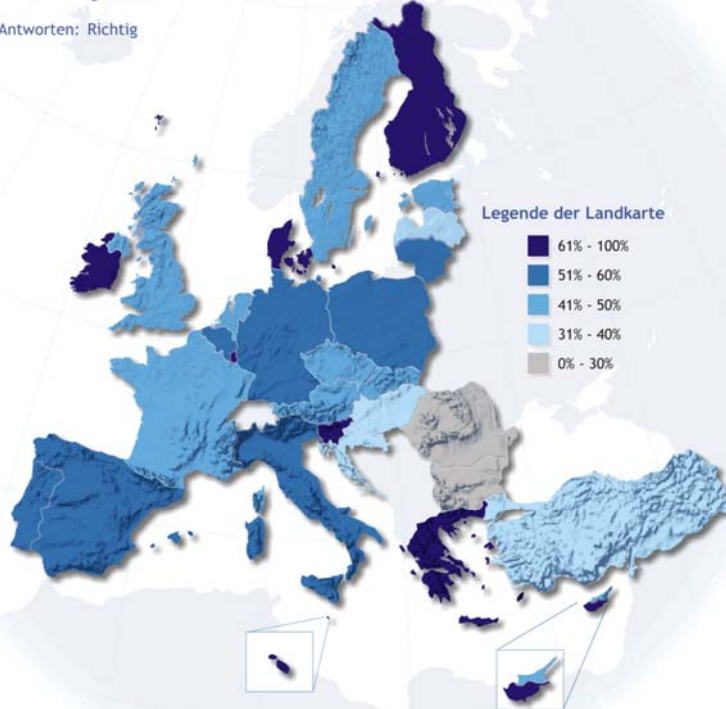 Antworten: Richtig
Legende der Landkarte
61% - 100%
51% - 60%
41% - 50%
31% - 40%
0% - 30%